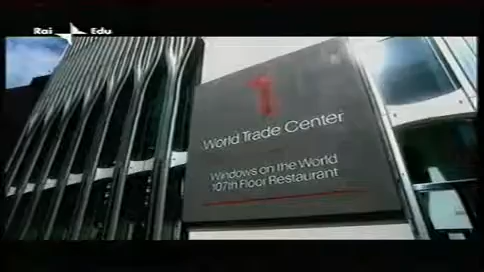 Rai Edu
1
World Trade Center
Windows on the World
107th Floor Restaurant